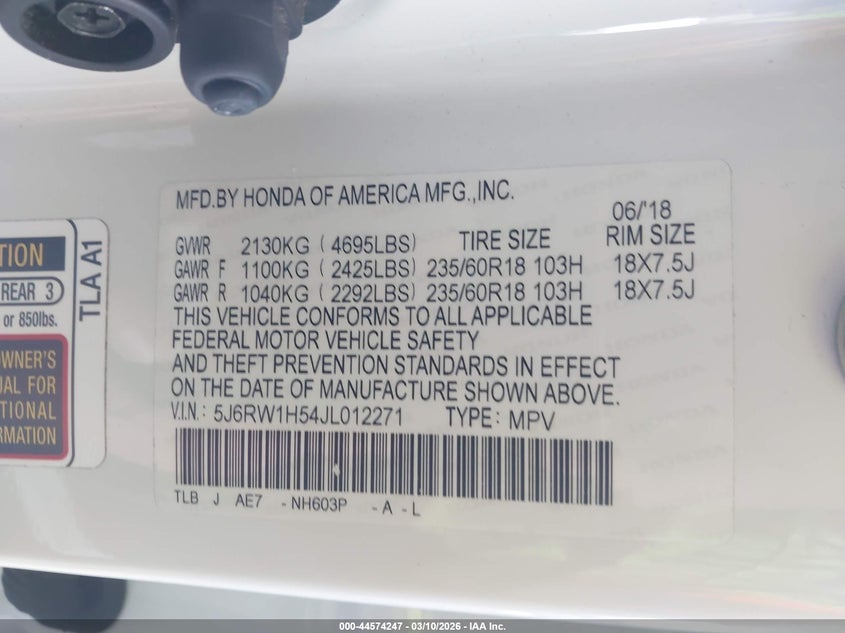 MFD.BY HONDA OF AMERICA MFG.,INC.
06/'18
GVWR 2130KG ( 4695LBS) TIRE SIZE RIM SIZE
GAWR F 1100KG ( 2425LBS) 235/60R18 103H 18X7.5J
GAWR R 1040KG ( 2292LBS) 235/60R18 103H 18X7.5J
THIS VEHICLE CONFORMS TO ALL APPLICABLE
FEDERAL MOTOR VEHICLE SAFETY
AND THEFT PREVENTION STANDARDS IN EFFECT
ON THE DATE OF MANUFACTURE SHOWN ABOVE.
V.I.N.: 5J6RW1H54JL012271 TYPE: MPV
TLB J AE7 -NH603P -A -L
TION
REAR 3
or 850lbs.
TLA A1
OWNER'S
UAL FOR
TIONAL
RMATION
000-44574247 - 03/10/2026 - IAA Inc.